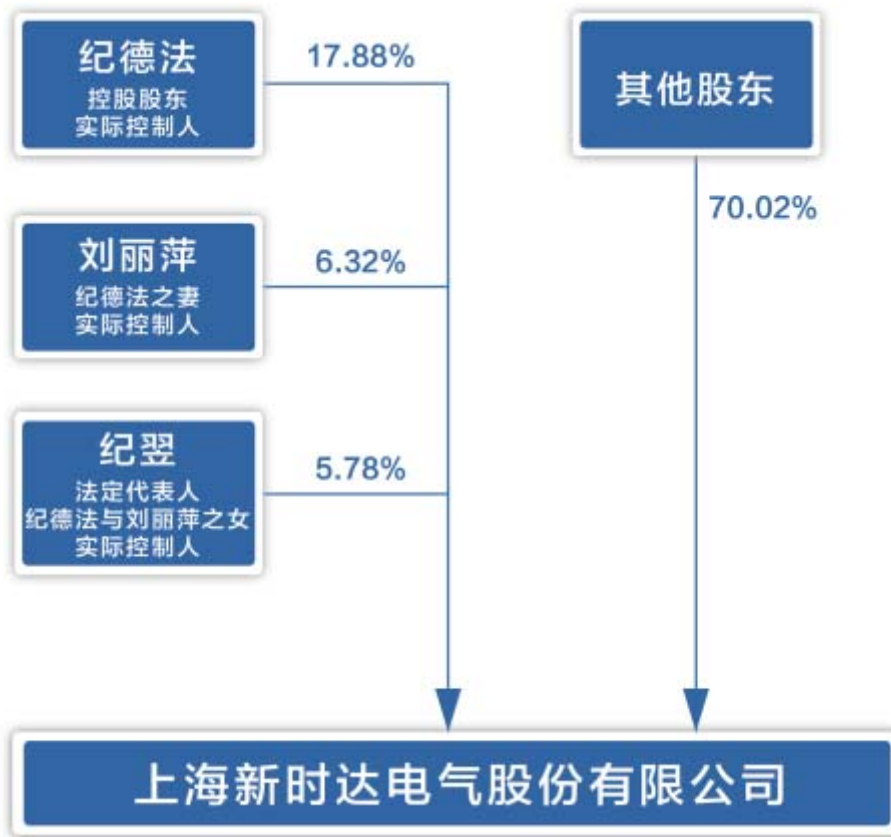 纪德法
控股股东
实际控制人
17.88%
其他股东
70.02%
刘丽萍
纪德法之妻
实际控制人
6.32%
纪翌
法定代表人
纪德法与刘丽萍之女
实际控制人
5.78%
上海新时达电气股份有限公司